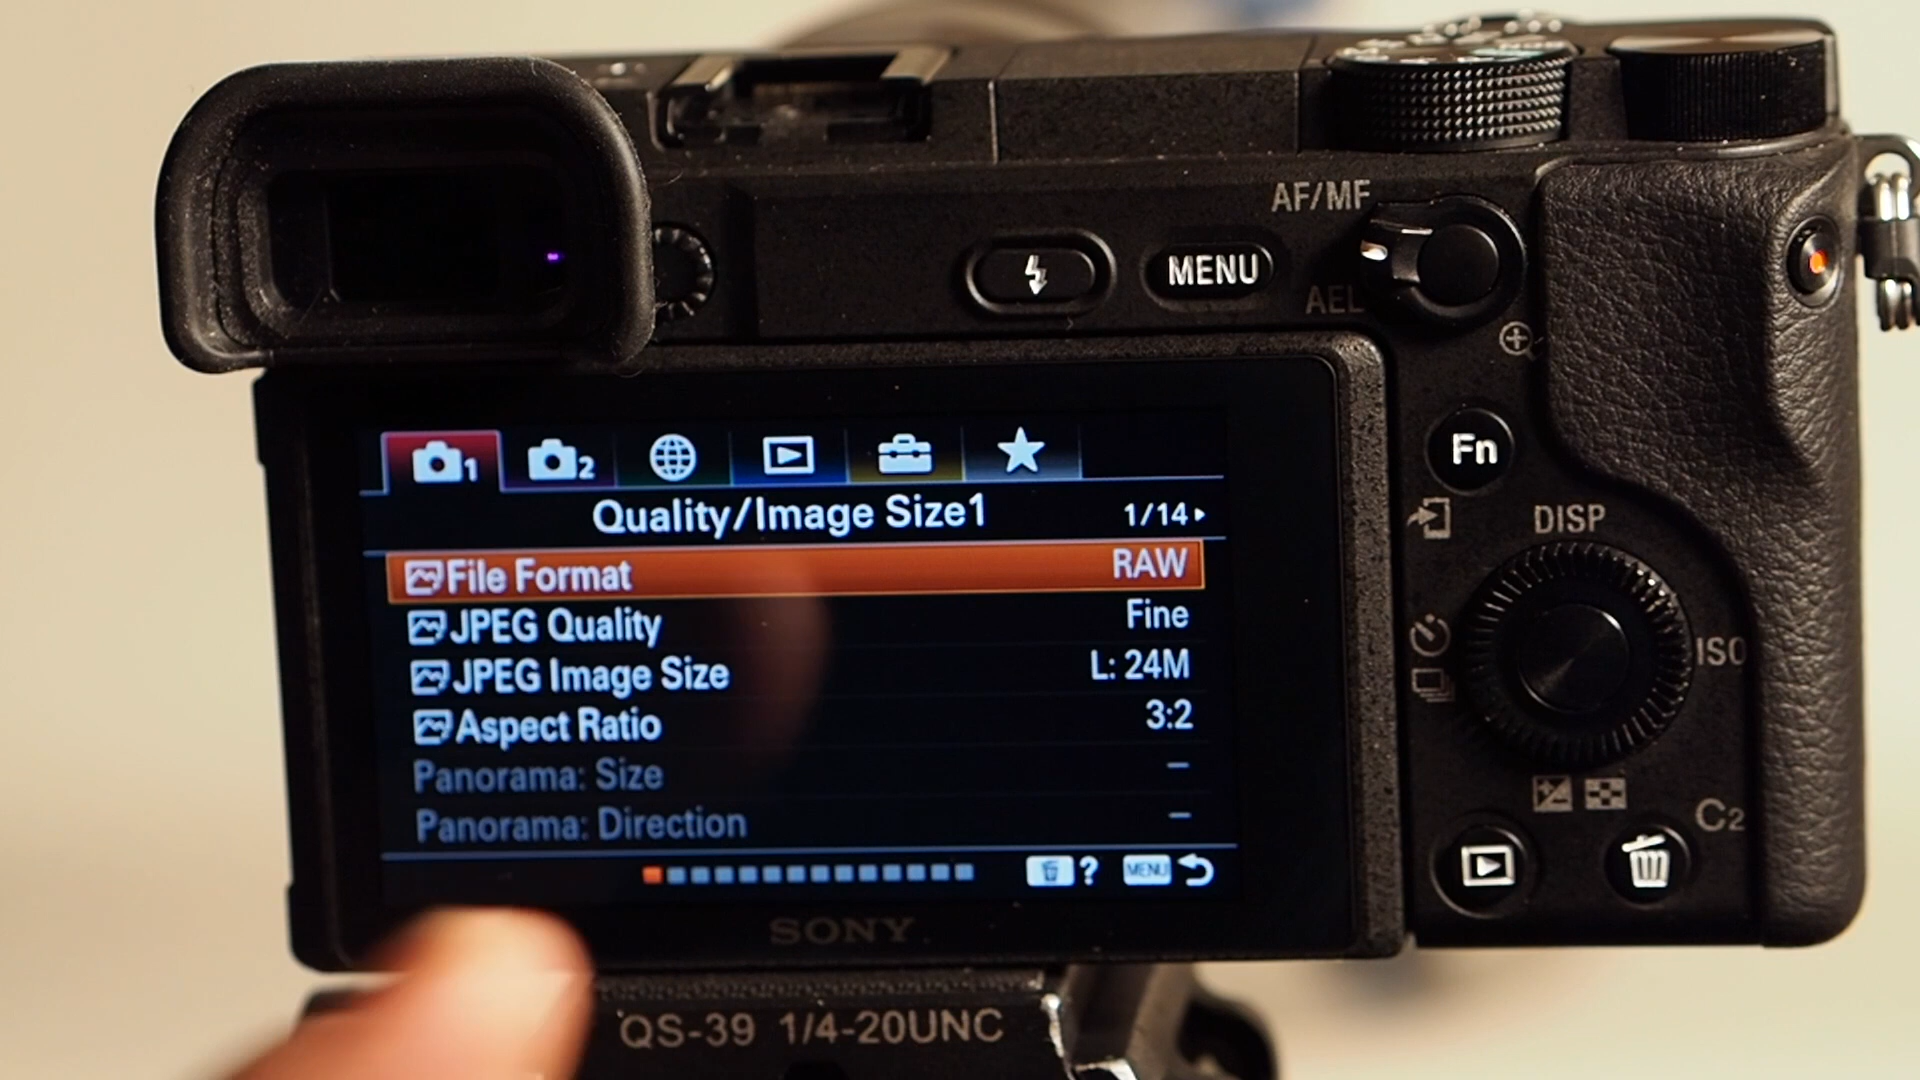 AF/MF
MENU
AEL
Fn
DISP
ISO
C2
1
2
Quality/Image Size1
1/14
File Format RAW
JPEG Quality Fine
JPEG Image Size L: 24M
Aspect Ratio 3:2
Panorama: Size –
Panorama: Direction –
? MENU
SONY
QS-39 1/4-20UNC